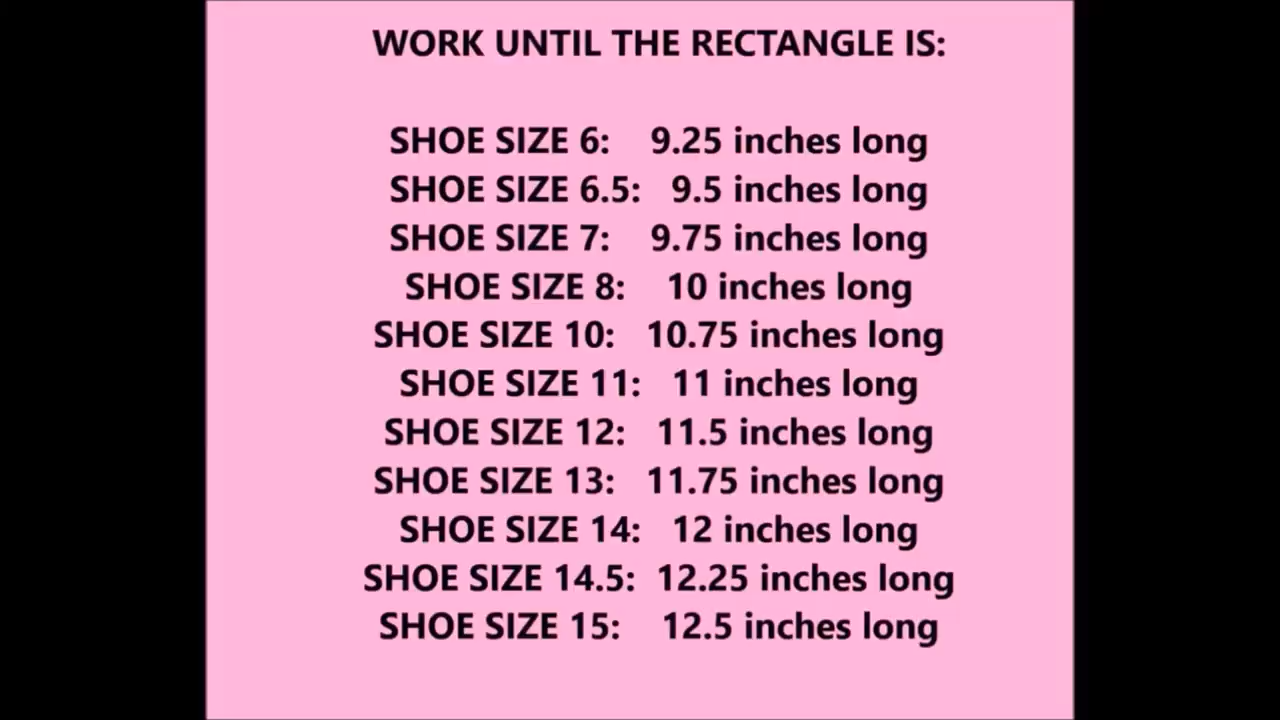 WORK UNTIL THE RECTANGLE IS:
SHOE SIZE 6: 9.25 inches long
SHOE SIZE 6.5: 9.5 inches long
SHOE SIZE 7: 9.75 inches long
SHOE SIZE 8: 10 inches long
SHOE SIZE 10: 10.75 inches long
SHOE SIZE 11: 11 inches long
SHOE SIZE 12: 11.5 inches long
SHOE SIZE 13: 11.75 inches long
SHOE SIZE 14: 12 inches long
SHOE SIZE 14.5: 12.25 inches long
SHOE SIZE 15: 12.5 inches long